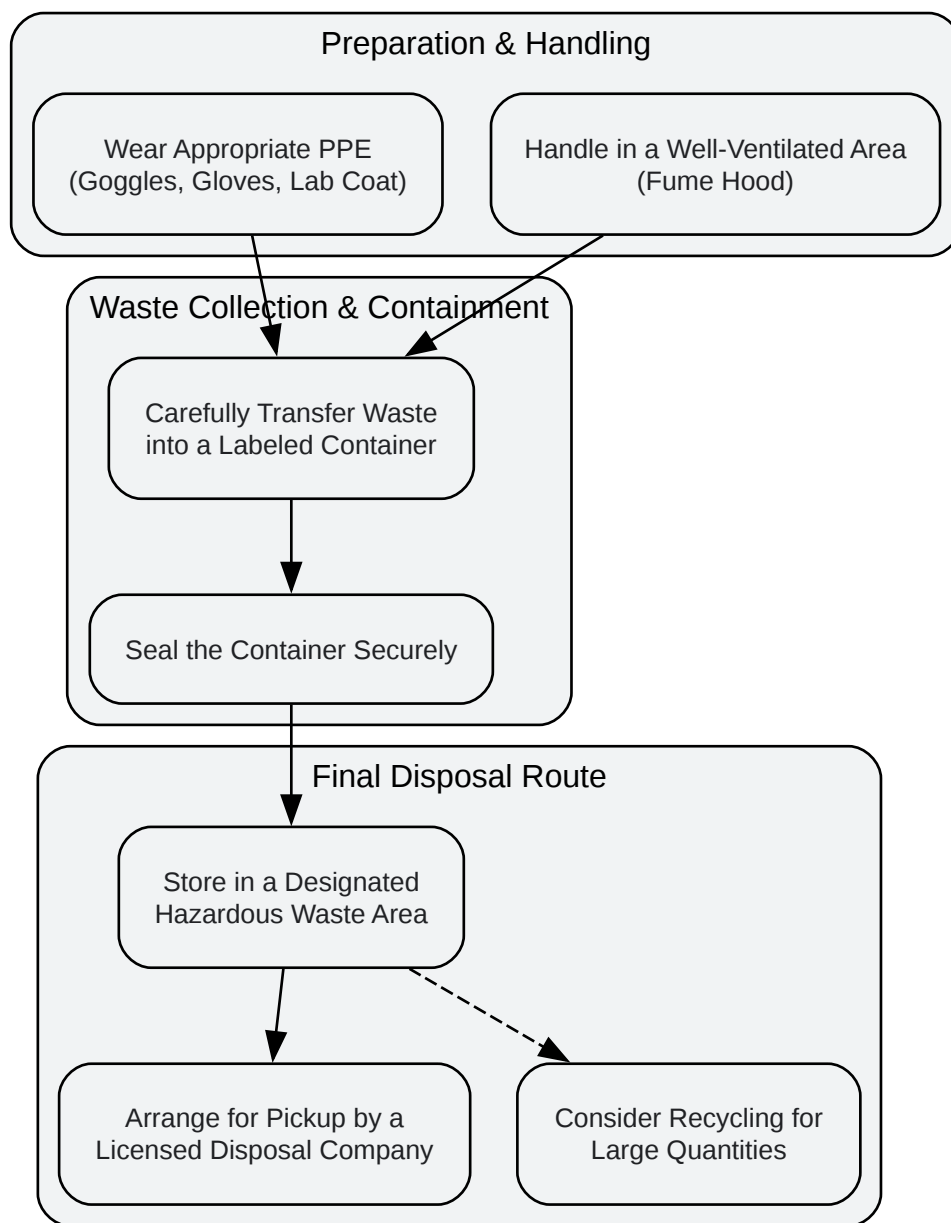 Preparation & Handling
Wear Appropriate PPE
(Goggles, Gloves, Lab Coat)
Handle in a Well-Ventilated Area
(Fume Hood)
Waste Collection & Containment
Carefully Transfer Waste
into a Labeled Container
Seal the Container Securely
Final Disposal Route
Store in a Designated
Hazardous Waste Area
Arrange for Pickup by a
Licensed Disposal Company
Consider Recycling for
Large Quantities